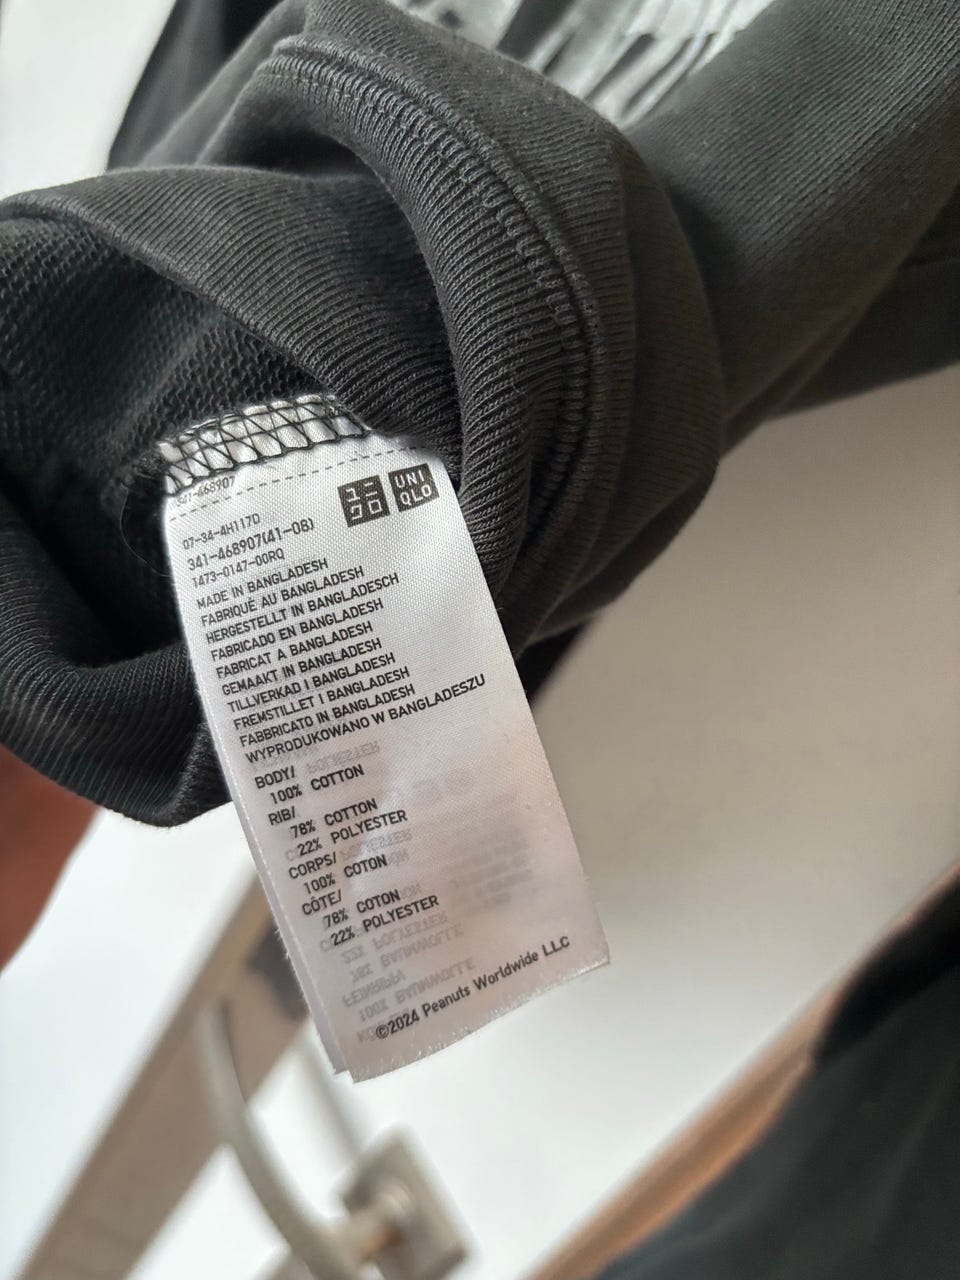 341-468907
ユニ
クロ
UNI
QLO
07-34-4H117D
341-468907(41-08)
1473-0147-00RQ
MADE IN BANGLADESH
FABRIQUÉ AU BANGLADESH
HERGESTELLT IN BANGLADESCH
FABRICADO EN BANGLADESH
FABRICAT A BANGLADESH
GEMAAKT IN BANGLADESH
TILLVERKAD I BANGLADESH
FREMSTILLET I BANGLADESH
FABBRICATO IN BANGLADESH
WYPRODUKOWANO W BANGLADESZU
BODY/
100% COTTON
RIB/
78% COTTON
22% POLYESTER
CORPS/
100% COTON
CÔTE/
78% COTON
22% POLYESTER
©2024 Peanuts Worldwide LLC